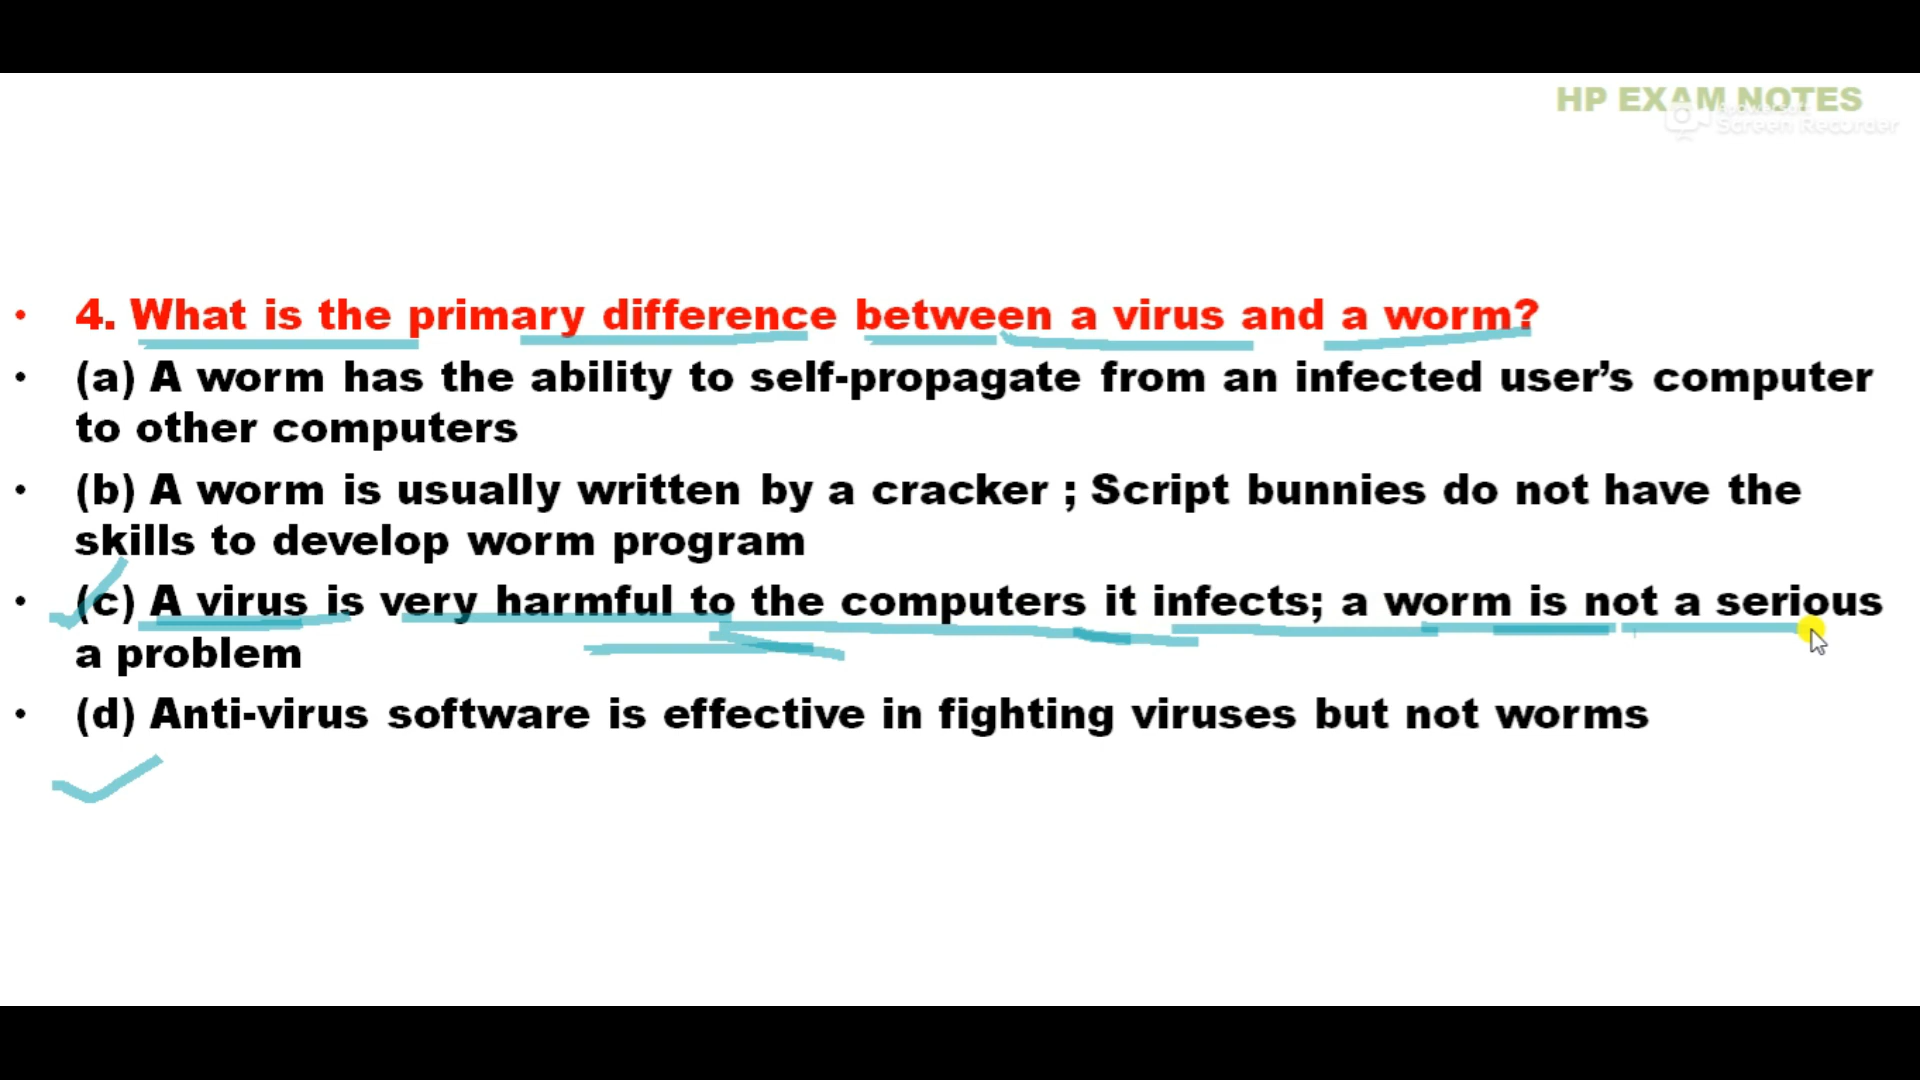 HP EXAM NOTES
Screen Recorder
• 4. What is the primary difference between a virus and a worm?
• (a) A worm has the ability to self-propagate from an infected user’s computer
to other computers
• (b) A worm is usually written by a cracker ; Script bunnies do not have the
skills to develop worm program
• (c) A virus is very harmful to the computers it infects; a worm is not a serious
a problem
• (d) Anti-virus software is effective in fighting viruses but not worms